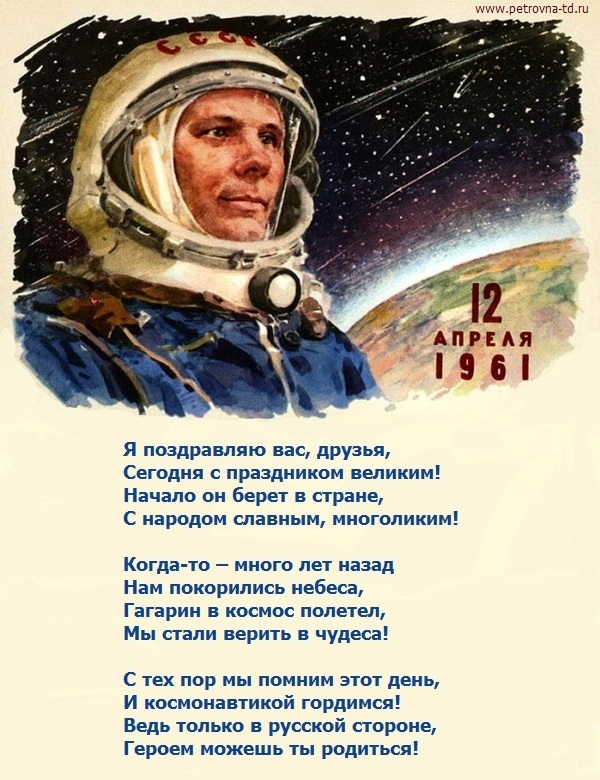 www.petrovna-td.ru
СССР
12
АПРЕЛЯ
1961
Я поздравляю вас, друзья,
Сегодня с праздником великим!
Начало он берет в стране,
С народом славным, многоликим!
Когда-то – много лет назад
Нам покорились небеса,
Гагарин в космос полетел,
Мы стали верить в чудеса!
С тех пор мы помним этот день,
И космонавтикой гордимся!
Ведь только в русской стороне,
Героем можешь ты родиться!